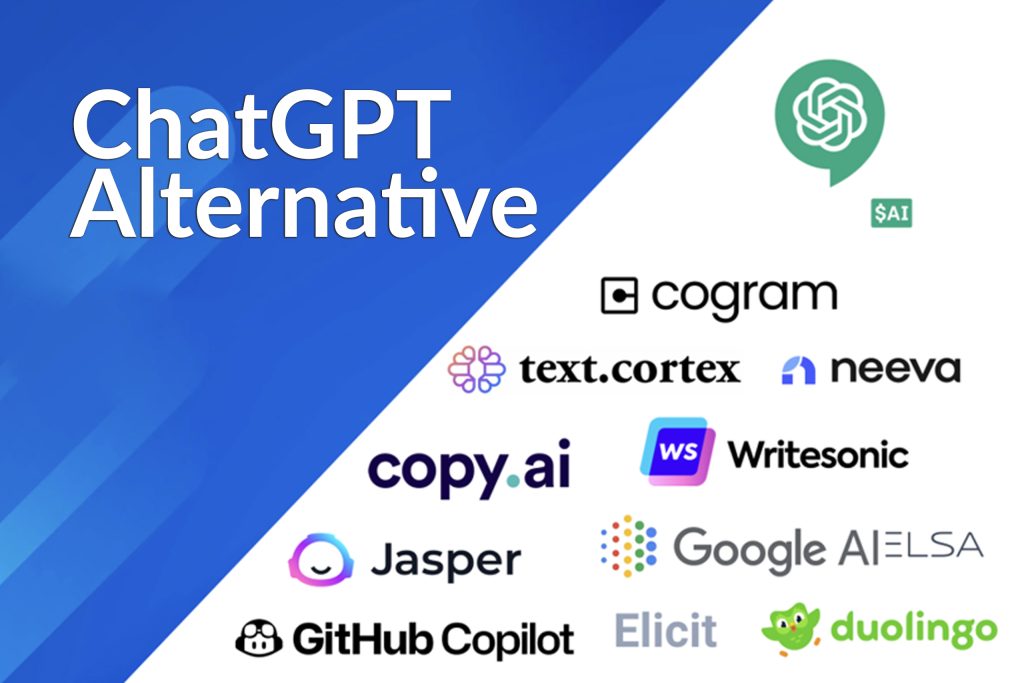 ChatGPT
Alternative
$AI
cogram
text.cortex
neeva
copy.ai
WS
Writesonic
Jasper
Google AI
ELSA
GitHub Copilot
Elicit
duolingo